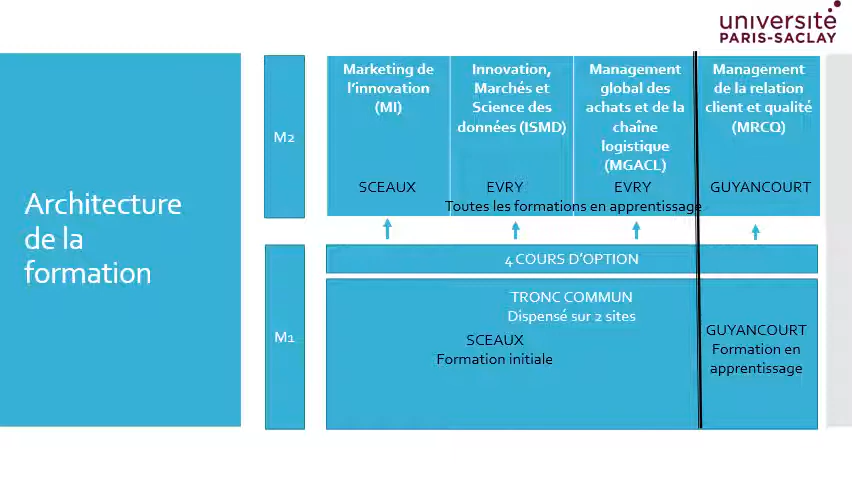 université
PARIS-SACLAY
Architecture
de la
formation
M2
Marketing de
l'innovation
(MI)
SCEAUX
Innovation,
Marchés et
Science des
données (ISMD)
EVRY
Management
global des
achats et de la
chaîne
logistique
(MGACL)
EVRY
Management
de la relation
client et qualité
(MRCQ)
GUYANCOURT
Toutes les formations en apprentissage
4 COURS D'OPTION
M1
TRONC COMMUN
Dispensé sur 2 sites
SCEAUX
Formation initiale
GUYANCOURT
Formation en
apprentissage